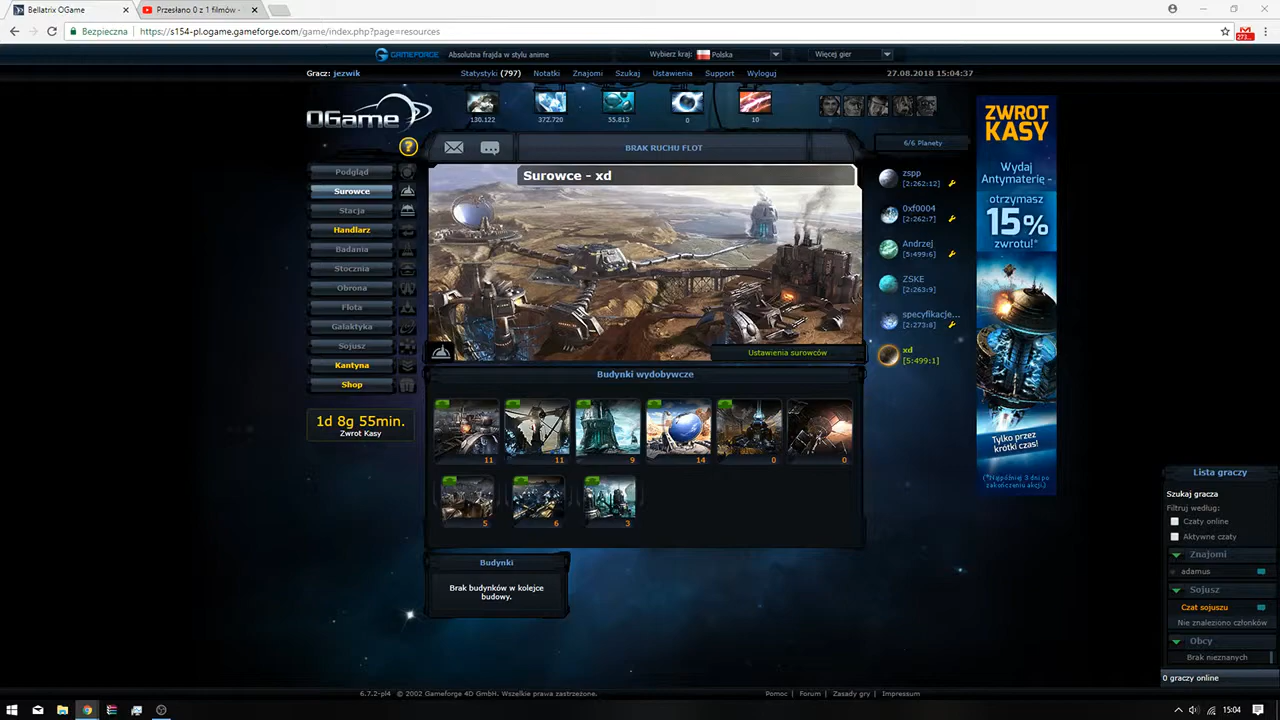 Bellatrix OGame
Przesłano 0 z 1 filmów -
Bezpieczna
https://s154-pl.ogame.gameforge.com/game/index.php?page=resources
273...
GAMEFORGE
Absolutna frajda w stylu anime
Wybierz kraj:
Polska
Więcej gier
Gracz: jezwik
Statystyki (797)
Notatki
Znajomi
Szukaj
Ustawienia
Support
Wyloguj
27.08.2018 15:04:37
OGame
130.122
372.720
55.813
0
10
?
BRAK RUCHU FLOT
6/6 Planety
Surowce - xd
Podgląd
Surowce
Stacja
Handlarz
Badania
Stocznia
Obrona
Flota
Galaktyka
Sojusz
Kantyna
Shop
1d 8g 55min.
Zwrot Kasy
Ustawienia surowców
zspp
[2:262:12]
0xf0004
[2:262:7]
Andrzej
[5:499:6]
ZSKE
[2:263:9]
specyfikacje...
[2:273:8]
xd
[5:499:1]
ZWROT
KASY
Wydaj
Antymaterię -
otrzymasz
15%
zwrotu!*
Tylko przez
krótki czas!
(*Najpóźniej 3 dni po
zakończeniu akcji.)
Budynki wydobywcze
11
11
9
14
0
0
5
6
3
Budynki
Brak budynków w kolejce
budowy.
Lista graczy
Szukaj gracza
Filtruj według:
Czaty online
Aktywne czaty
Znajomi
adamus
Sojusz
Czat sojuszu
Nie znaleziono członków
Obcy
Brak nieznanych
0 graczy online
6.7.2-pl4
© 2002 Gameforge 4D GmbH. Wszelkie prawa zastrzeżone.
Pomoc | Forum | Zasady gry | Impressum
15:04